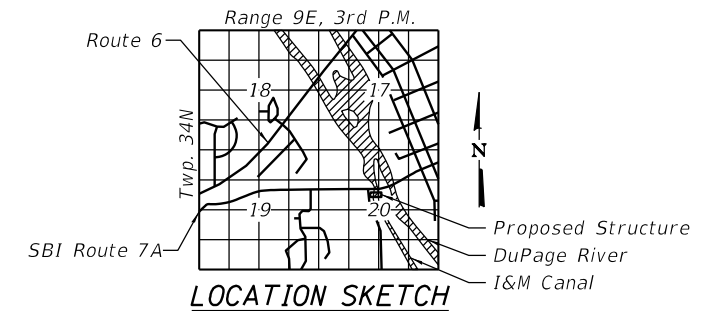 Range 9E, 3rd P.M.
Route 6
18
17
Twp. 34N
N
19
20
Proposed Structure
SBI Route 7A
DuPage River
I&M Canal
LOCATION SKETCH